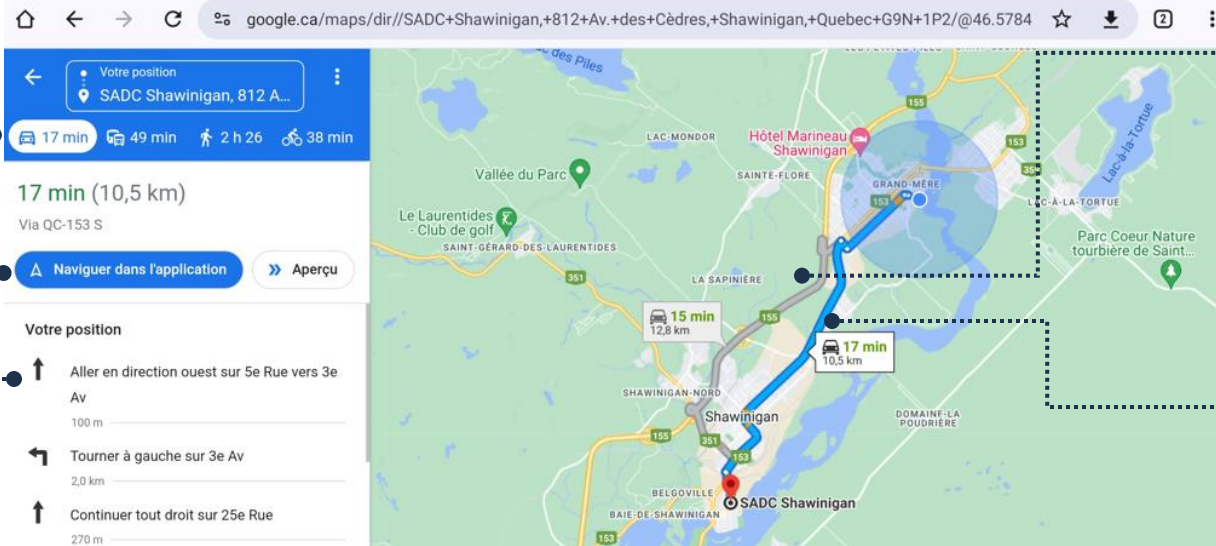 google.ca/maps/dir//SADC+Shawinigan,+812+Av.+des+Cèdres,+Shawinigan,+Quebec+G9N+1P2/@46.5784
2
Votre position
SADC Shawinigan, 812 A...
17 min
49 min
2 h 26
38 min
17 min (10,5 km)
Via QC-153 S
Naviguer dans l'application
Aperçu
Votre position
Aller en direction ouest sur 5e Rue vers 3e
Av
100 m
Tourner à gauche sur 3e Av
2,0 km
Continuer tout droit sur 25e Rue
270 m
des Piles
155
LAC-MONDOR
Hôtel Marineau
Shawinigan
153
Vallée du Parc
SAINTE-FLORE
GRAND-MÈRE
153
359
Lac-à-la-Tortue
LAC-À-LA-TORTUE
Le Laurentides
- Club de golf
SAINT-GÉRARD-DES-LAURENTIDES
Parc Coeur Nature
tourbière de Saint...
351
LA SAPINIÈRE
15 min
12,8 km
155
17 min
10,5 km
SHAWINIGAN-NORD
Shawinigan
DOMAINE-LA
POUDRIÈRE
155
351
153
BELGOVILLE
SADC Shawinigan
BAIE-DE-SHAWINIGAN
153